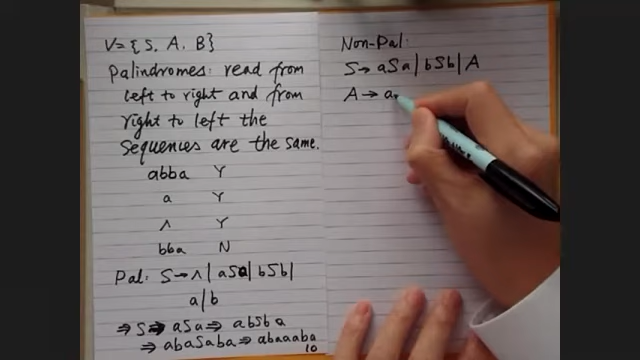 V = {S, A, B}
Palindromes: read from
left to right and from
right to left the
sequences are the same.
abba Y
a Y
Λ Y
bba N
Pal: S → Λ | aSa | bSb |
a | b
⇒ S ⇒ aSa ⇒ abSba
⇒ abaSaba ⇒ abaaaba
10
Non-Pal:
S → aSa | bSb | A
A → a